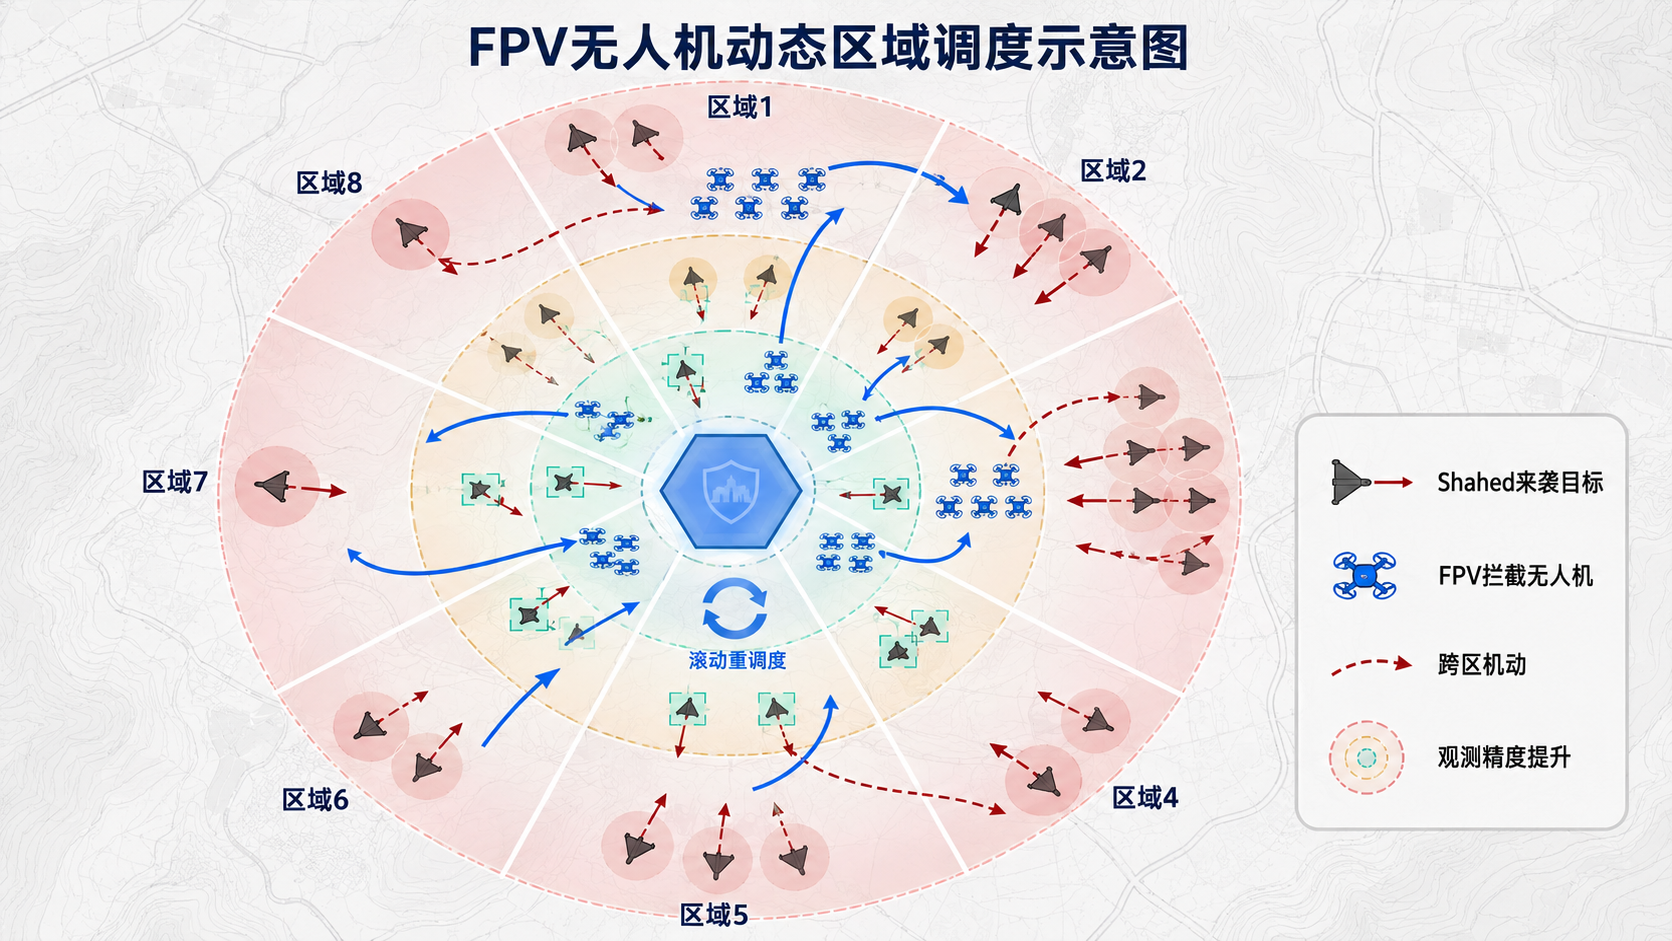 FPV无人机动态区域调度示意图
区域1
区域2
区域8
区域7
Shahed来袭目标
FPV拦截无人机
滚动重调度
跨区机动
观测精度提升
区域6
区域4
区域5